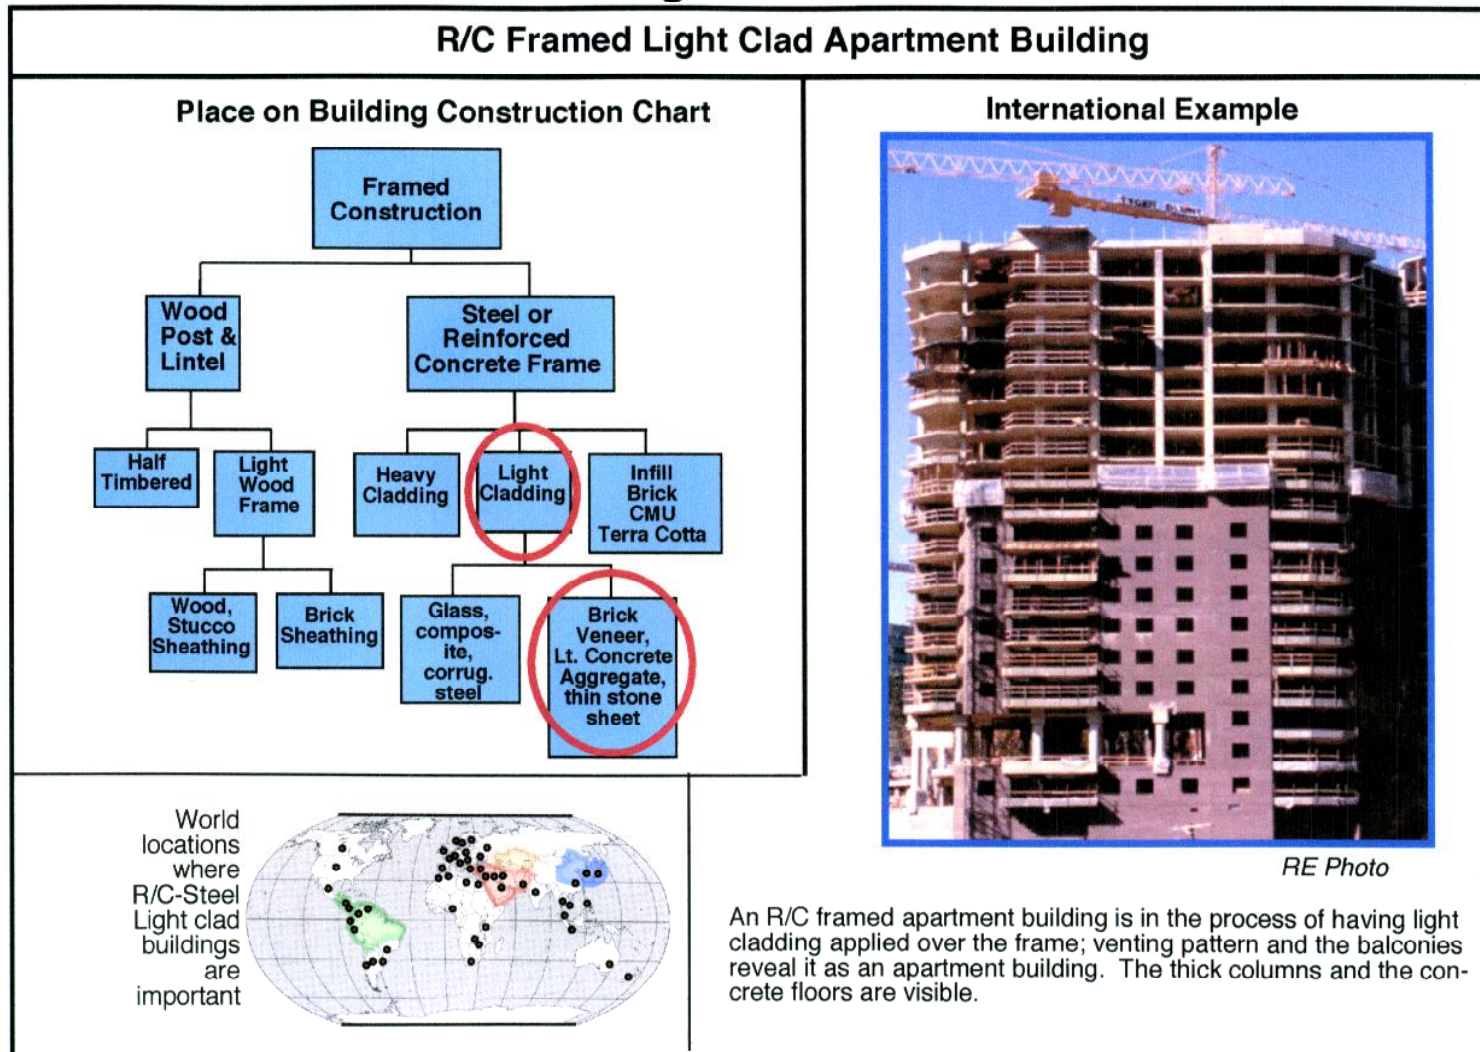 R/C Framed Light Clad Apartment Building
Place on Building Construction Chart
Framed
Construction
Wood
Post &
Lintel
Steel or
Reinforced
Concrete Frame
Half
Timbered
Light
Wood
Frame
Heavy
Cladding
Light
Cladding
Infill
Brick
CMU
Terra Cotta
Wood,
Stucco
Sheathing
Brick
Sheathing
Glass,
compos-
ite,
corrug.
steel
Brick
Veneer,
Lt. Concrete
Aggregate,
thin stone
sheet
International Example
RE Photo
World
locations
where
R/C-Steel
Light clad
buildings
are
important
An R/C framed apartment building is in the process of having light
cladding applied over the frame; venting pattern and the balconies
reveal it as an apartment building.  The thick columns and the con-
crete floors are visible.